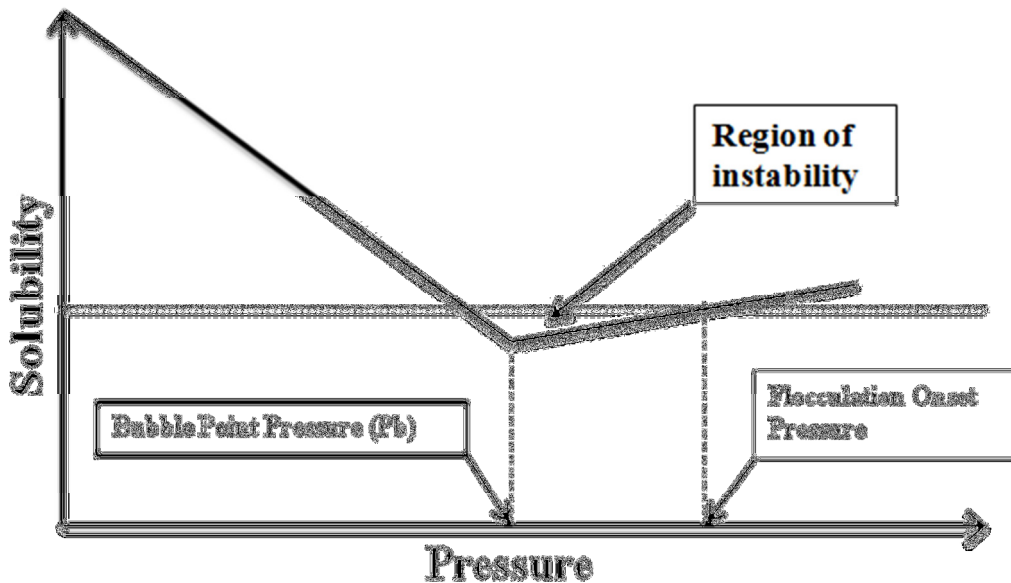 Region of
instability
Solubility
Bubble Point Pressure (Pb)
Flocculation Onset
Pressure
Pressure